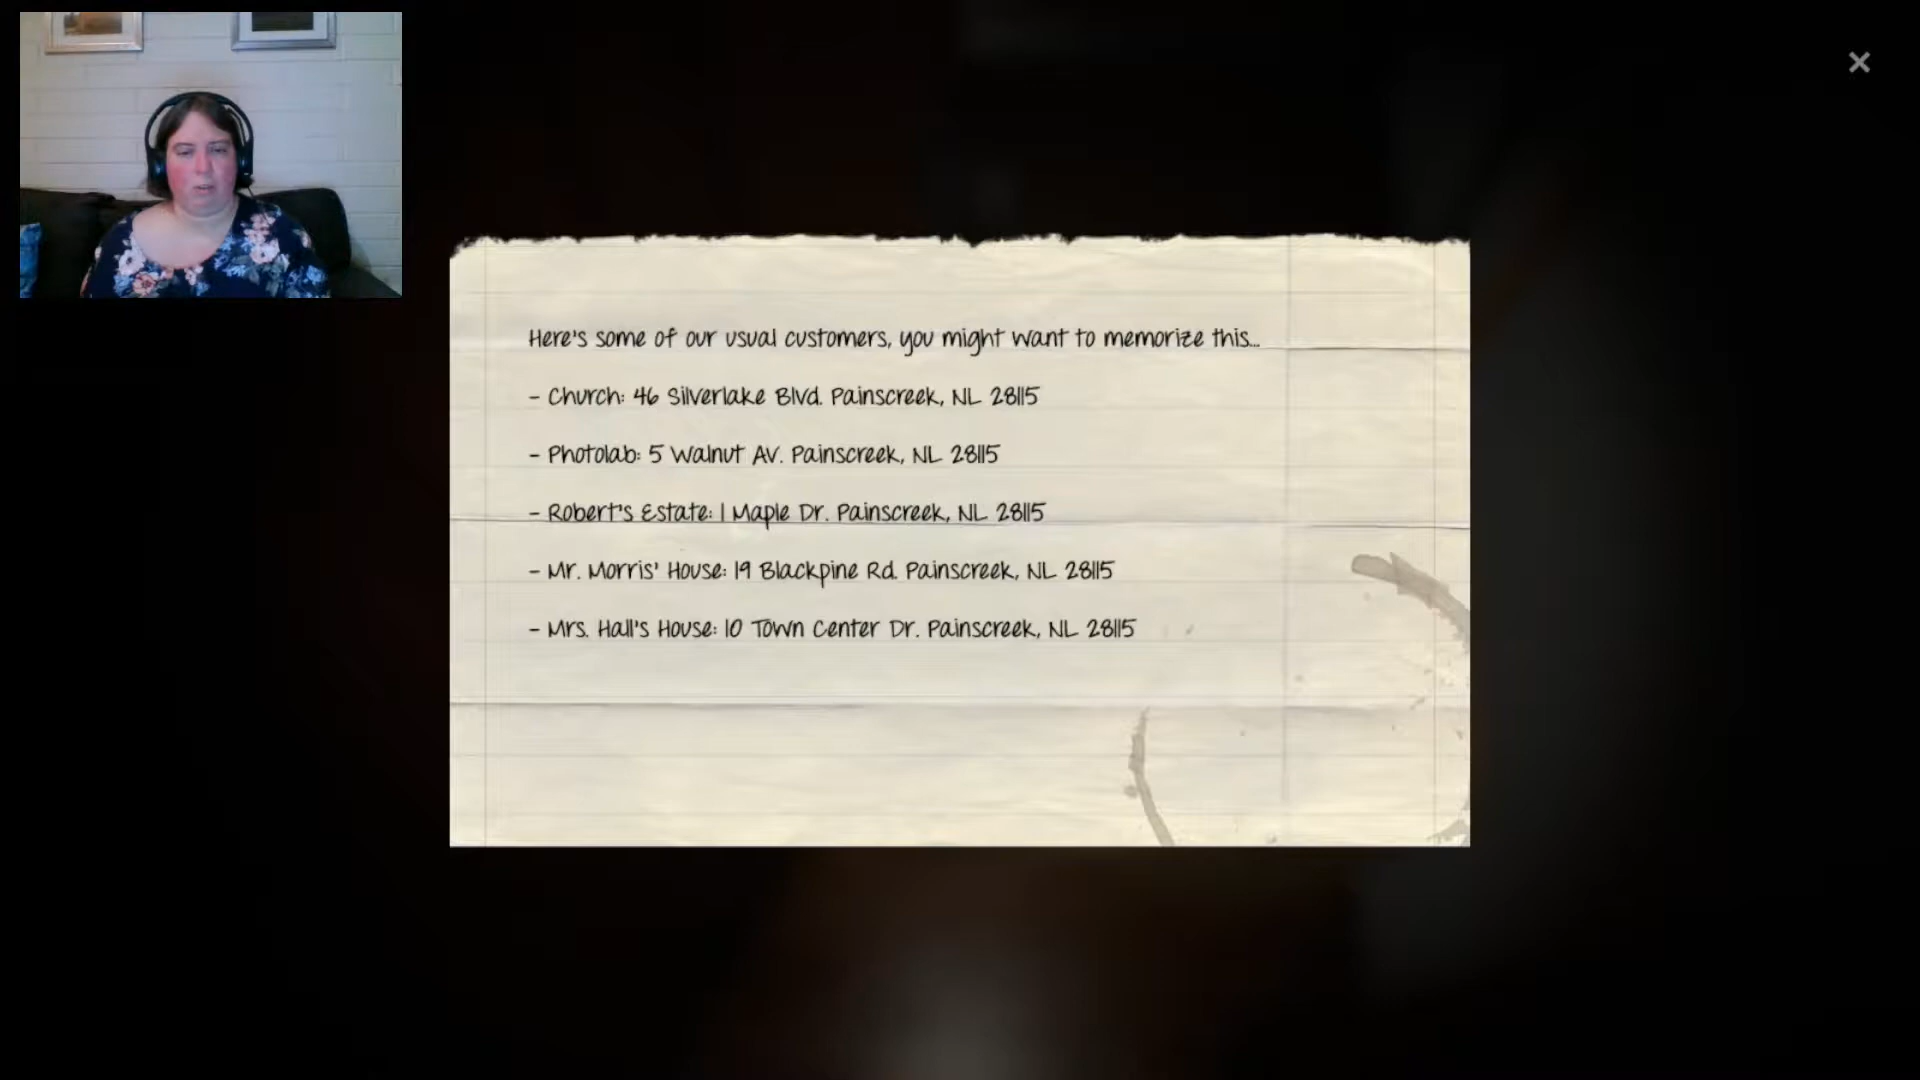 Here's some of our usual customers, you might want to memorize this...
- Church: 46 Silverlake Blvd. Painscreek, NL 28115
- Photolab: 5 Walnut AV. Painscreek, NL 28115
- Robert's Estate: 1 Maple Dr. Painscreek, NL 28115
- Mr. Morris' House: 19 Blackpine Rd. Painscreek, NL 28115
- Mrs. Hall's House: 10 Town Center Dr. Painscreek, NL 28115